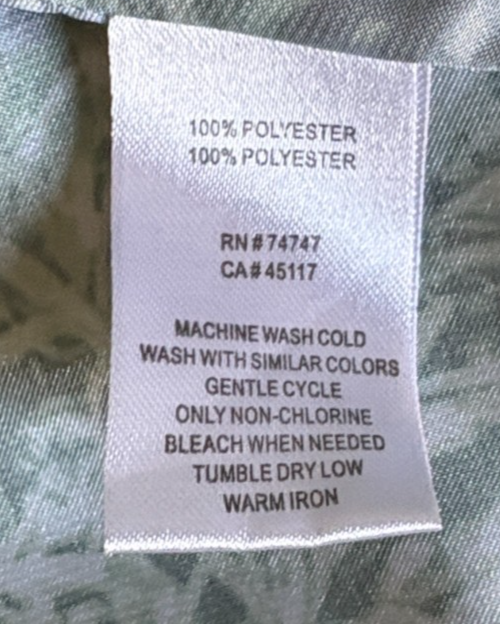 100% POLYESTER
100% POLYESTER
RN# 74747
CA# 45117
MACHINE WASH COLD
WASH WITH SIMILAR COLORS
GENTLE CYCLE
ONLY NON-CHLORINE
BLEACH WHEN NEEDED
TUMBLE DRY LOW
WARM IRON